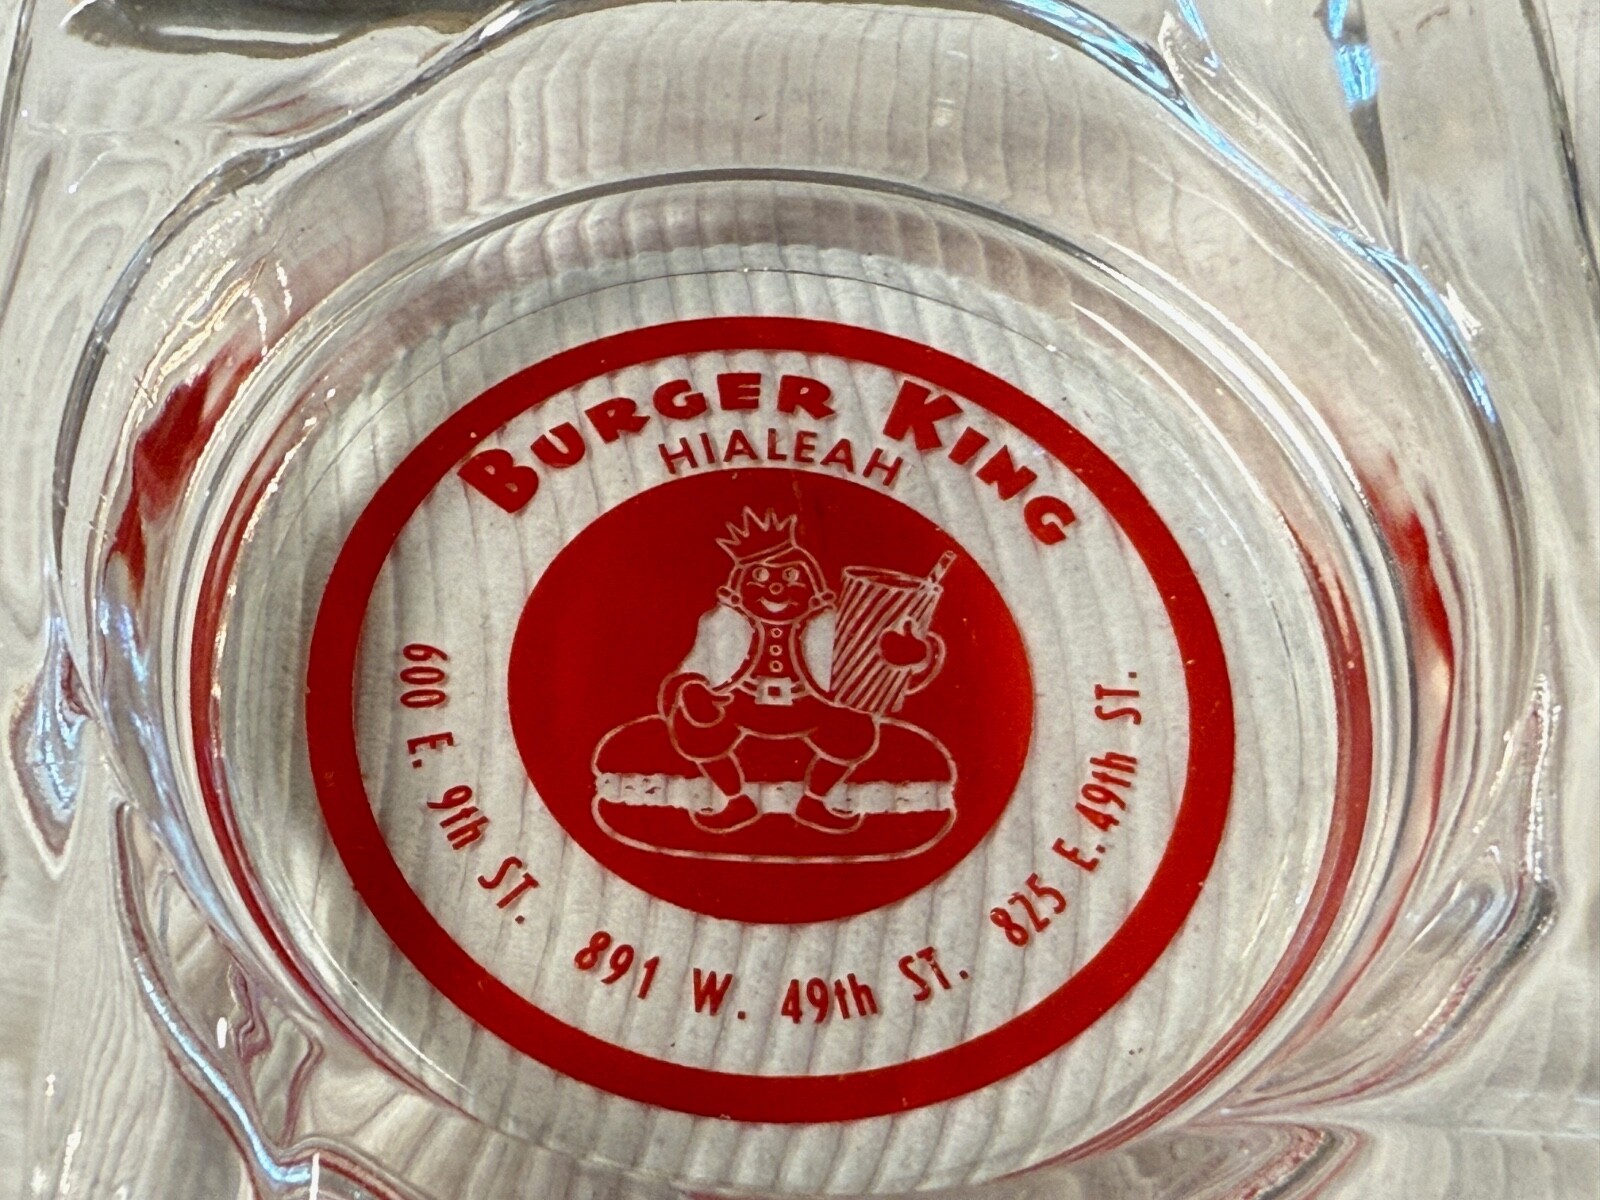 BURGER KING
HIALEAH
600 E. 9th ST. 891 W. 49th ST. 825 E. 49th ST.